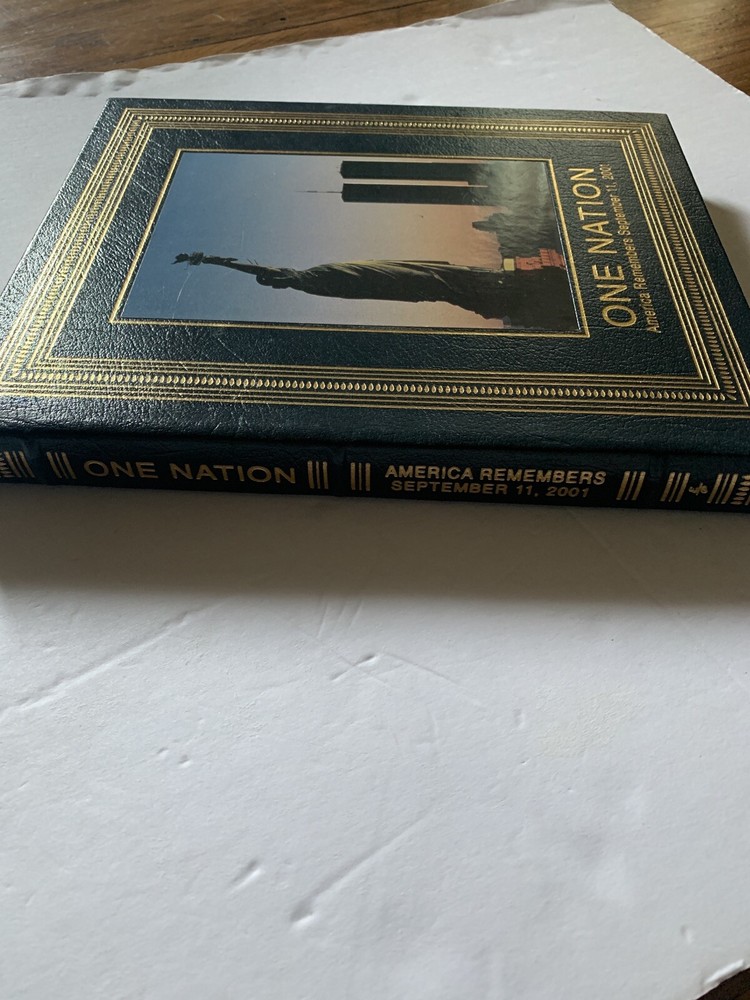 ONE NATION
America Remembers September 11, 2001
ONE NATION
AMERICA REMEMBERS
SEPTEMBER 11, 2001